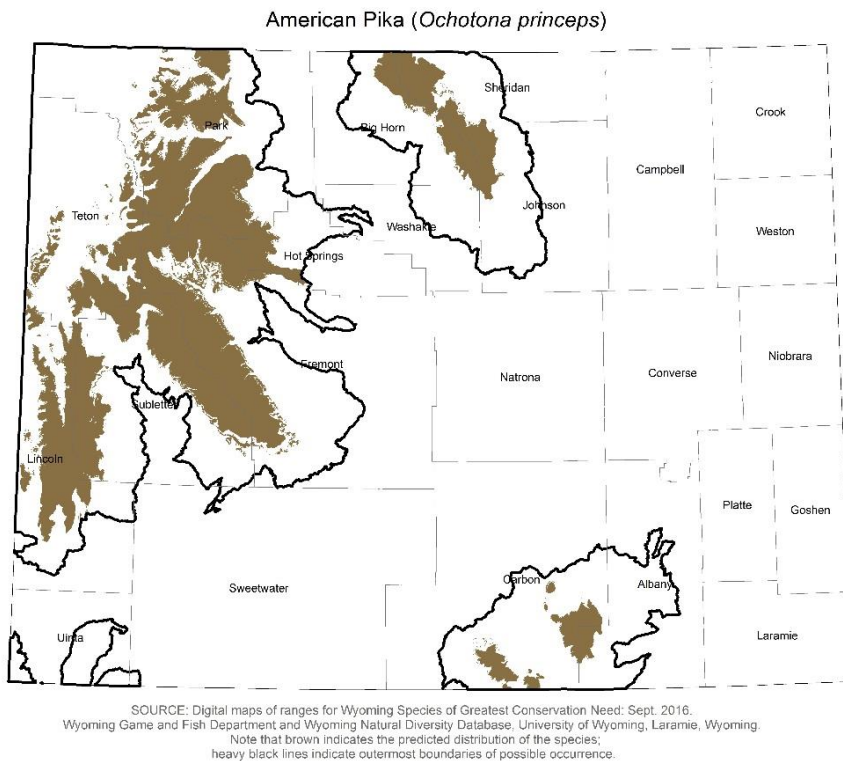 American Pika (Ochotona princeps)
Sheridan
Crook
Park
Big Horn
Campbell
Teton
Johnson
Washakie
Weston
Hot Springs
Fremont
Natrona
Converse
Niobrara
Sublette
Lincoln
Platte
Goshen
Sweetwater
Carbon
Albany
Uinta
Laramie
SOURCE: Digital maps of ranges for Wyoming Species of Greatest Conservation Need: Sept. 2016.
Wyoming Game and Fish Department and Wyoming Natural Diversity Database, University of Wyoming, Laramie, Wyoming.
Note that brown indicates the predicted distribution of the species;
heavy black lines indicate outermost boundaries of possible occurrence.